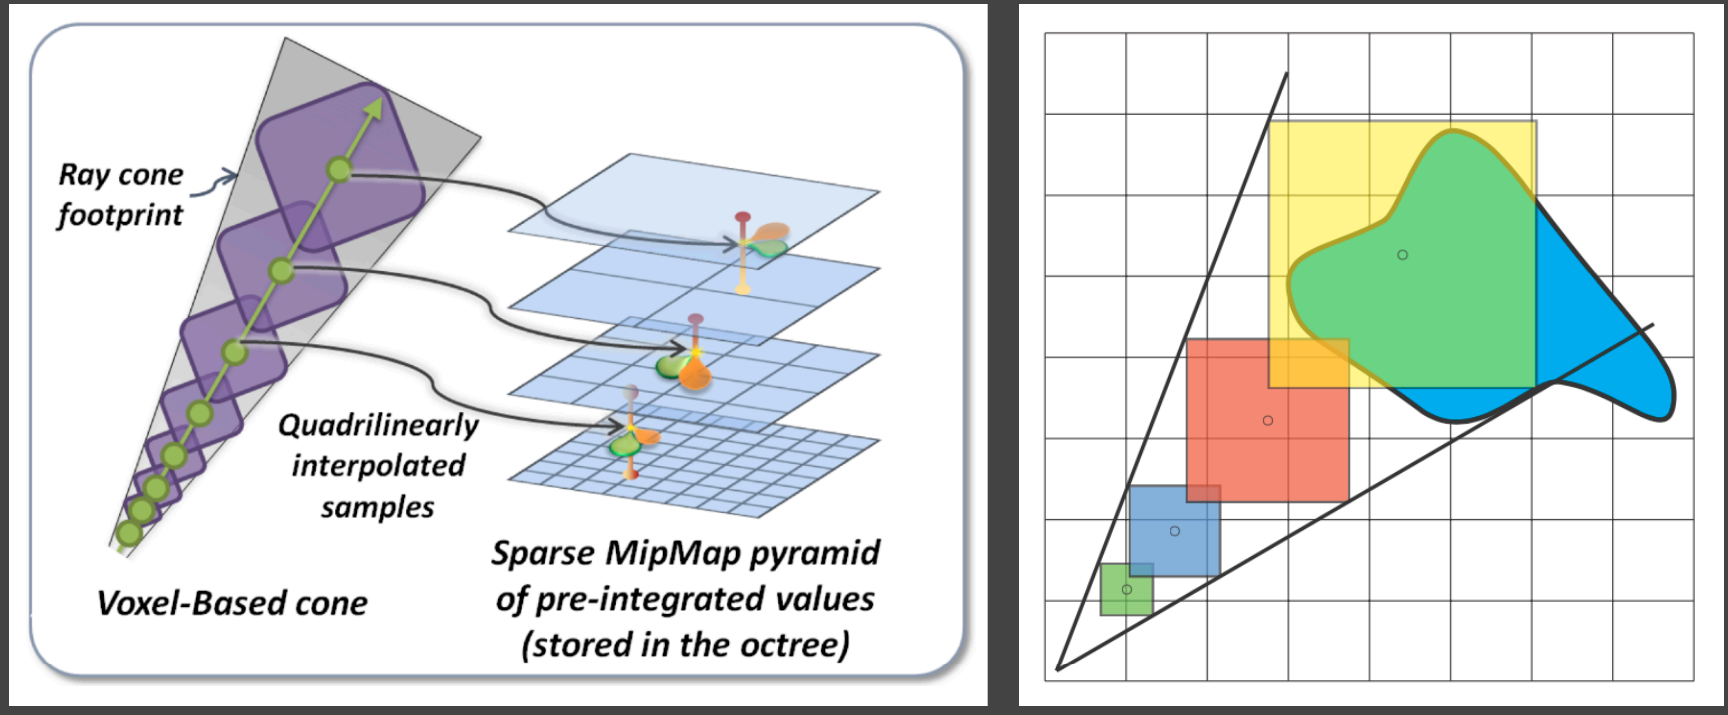 Ray cone
footprint
Quadrilinearly
interpolated
samples
Voxel-Based cone
Sparse MipMap pyramid
of pre-integrated values
(stored in the octree)